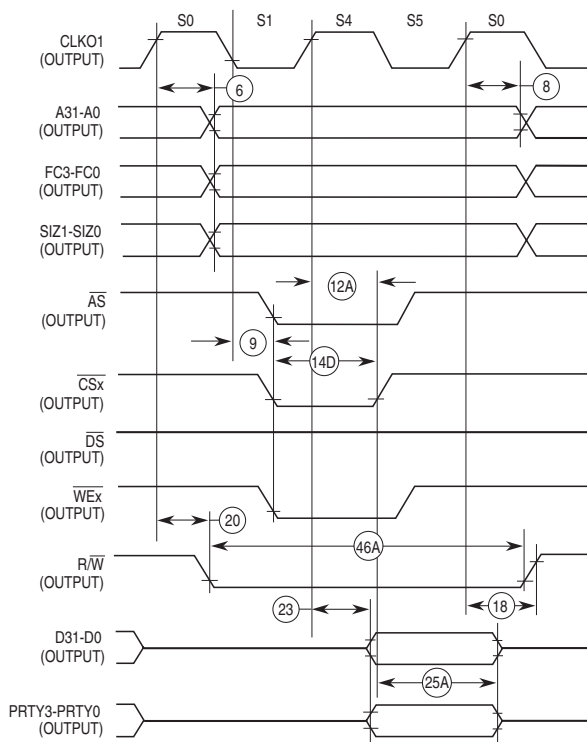 S0 S1 S4 S5 S0
CLKO1
(OUTPUT)
6
8
A31-A0
(OUTPUT)
FC3-FC0
(OUTPUT)
SIZ1-SIZ0
(OUTPUT)
12A
AS
(OUTPUT)
9
14D
CSx
(OUTPUT)
DS
(OUTPUT)
WEx
(OUTPUT)
20
46A
R/W
(OUTPUT)
23
18
D31-D0
(OUTPUT)
25A
PRTY3-PRTY0
(OUTPUT)